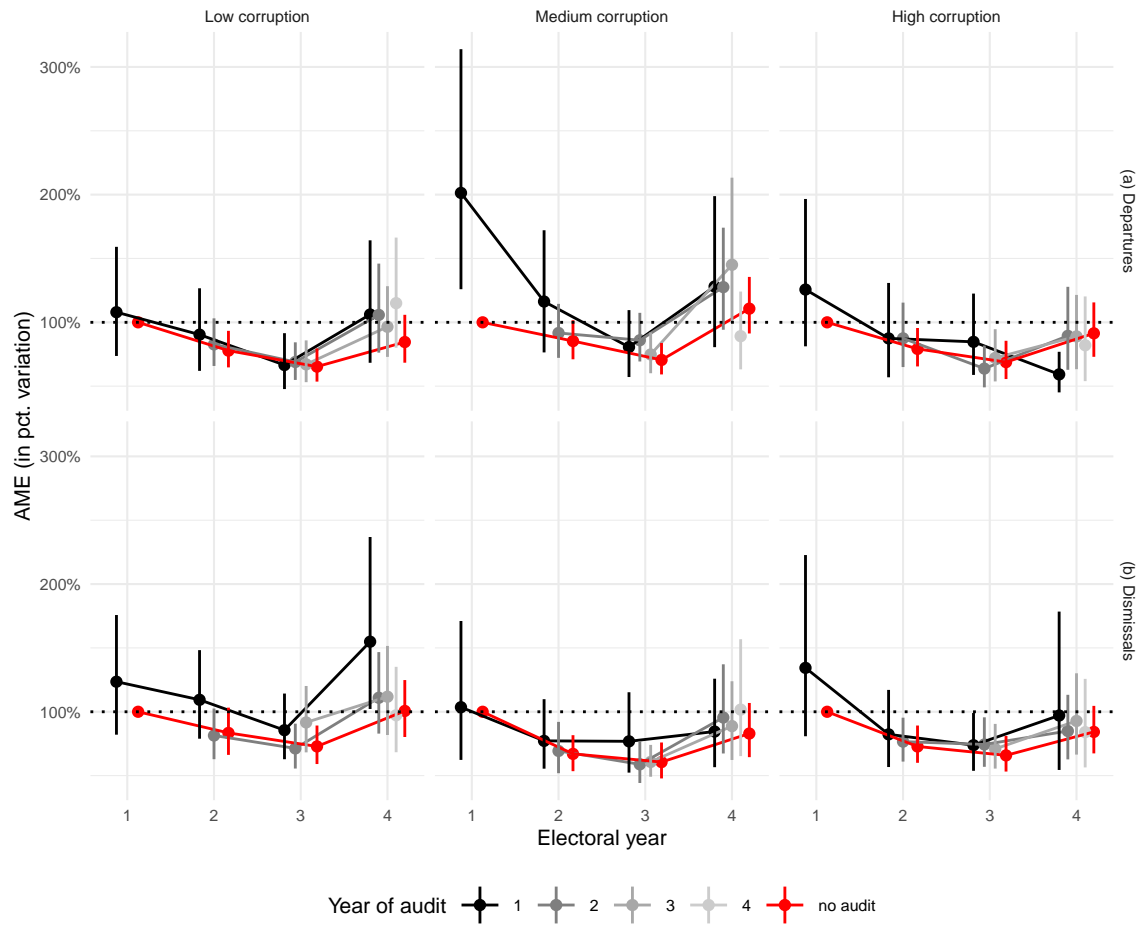 Low corruption
Medium corruption
High corruption
300%
200%
100%
(a) Departures
AME (in pct. variation)
300%
200%
100%
(b) Dismissals
1 2 3 4
1 2 3 4
1 2 3 4
Electoral year
Year of audit 1 2 3 4 no audit